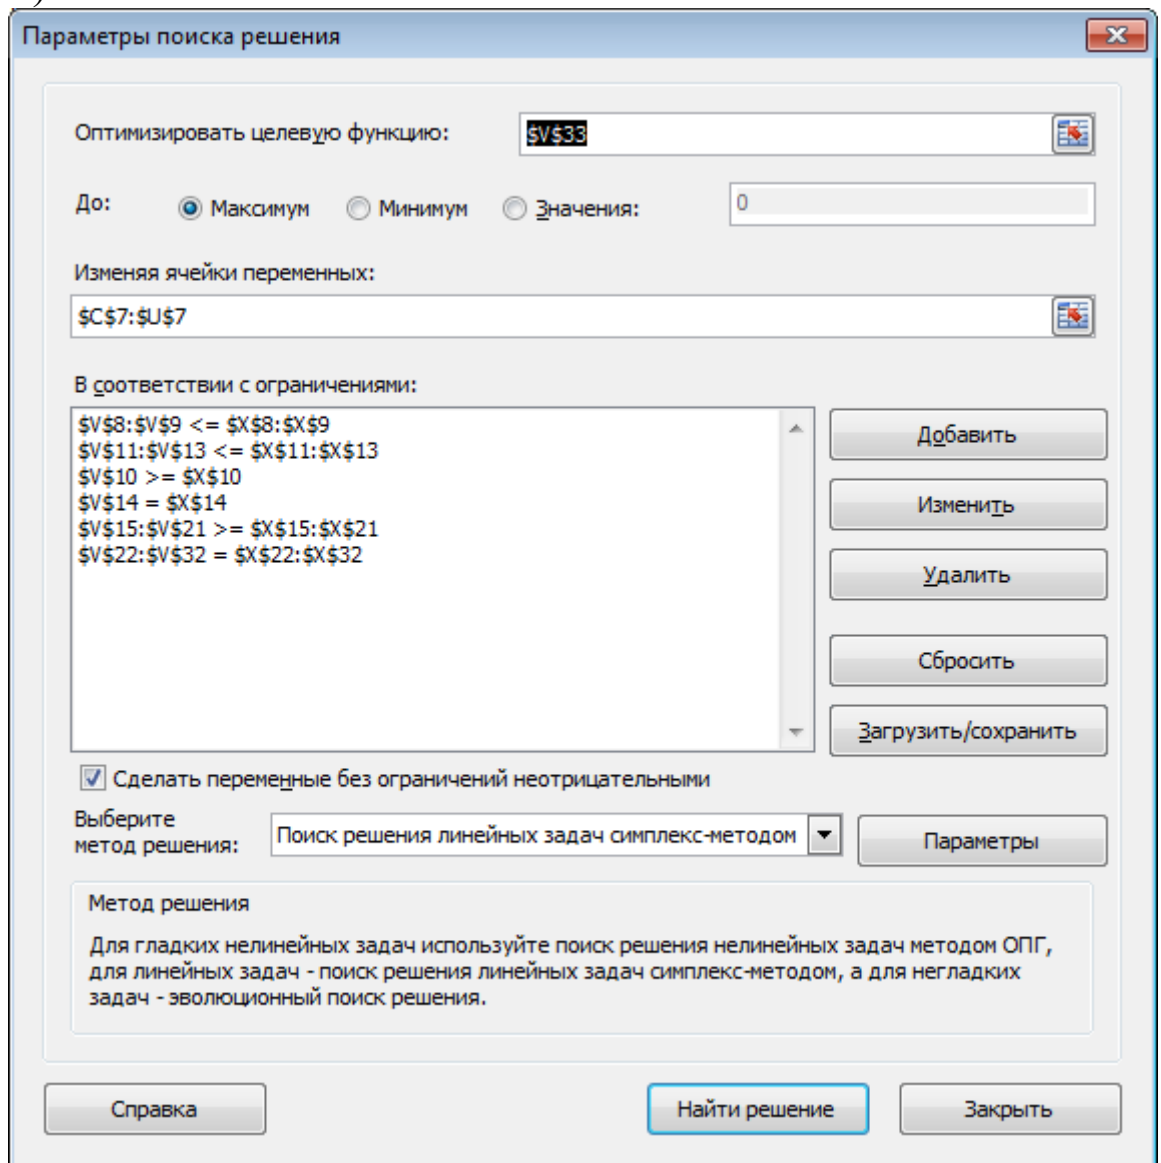 )
Параметры поиска решения
Оптимизировать целевую функцию: $V$33
До: Максимум Минимум Значения: 0
Изменяя ячейки переменных:
$C$7:$U$7
В соответствии с ограничениями:
$V$8:$V$9 <= $X$8:$X$9
$V$11:$V$13 <= $X$11:$X$13
$V$10 >= $X$10
$V$14 = $X$14
$V$15:$V$21 >= $X$15:$X$21
$V$22:$V$32 = $X$22:$X$32
Добавить
Изменить
Удалить
Сбросить
Загрузить/сохранить
Сделать переменные без ограничений неотрицательными
Выберите
метод решения:
Поиск решения линейных задач симплекс-методом
Параметры
Метод решения
Для гладких нелинейных задач используйте поиск решения нелинейных задач методом ОПГ,
для линейных задач - поиск решения линейных задач симплекс-методом, а для негладких
задач - эволюционный поиск решения.
Справка
Найти решение
Закрыть